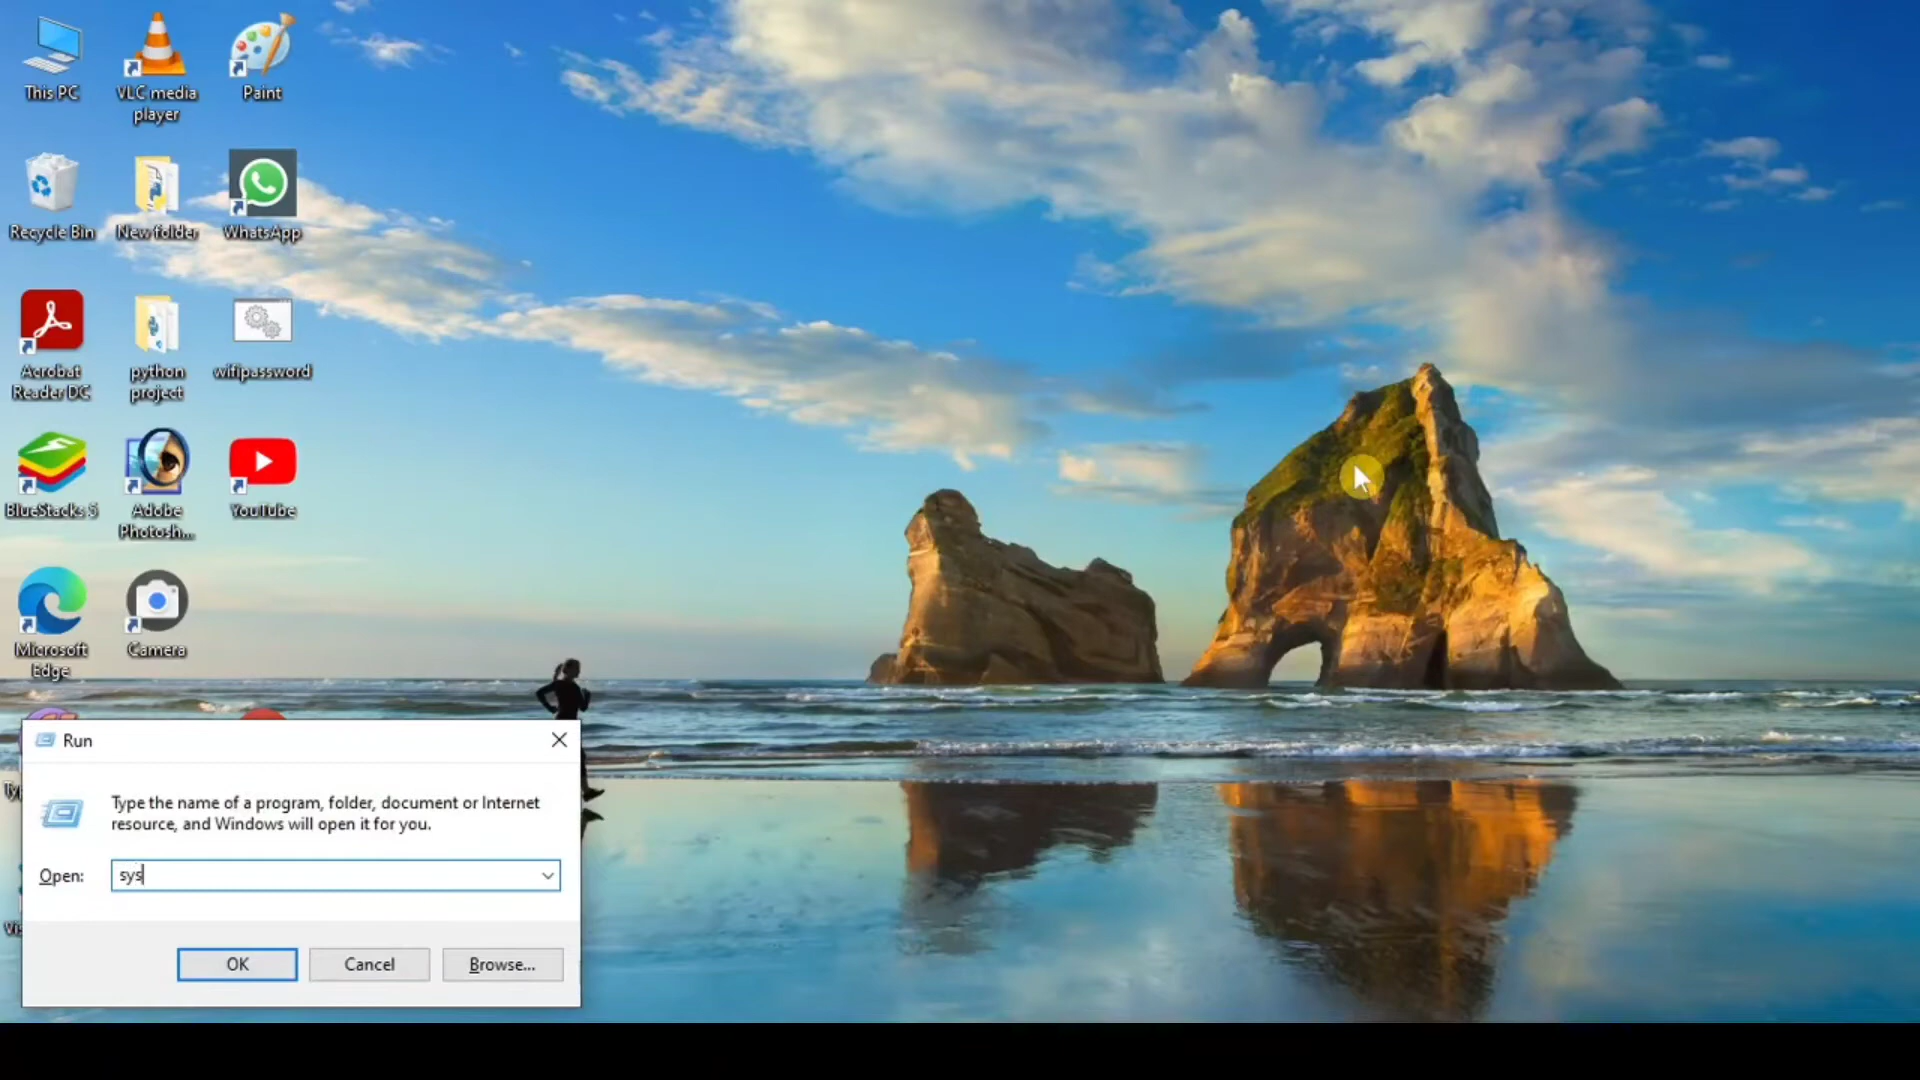 This PC
VLC media
player
Paint
Recycle Bin
New folder
WhatsApp
Acrobat
Reader DC
python
project
wifipassword
BlueStacks 5
Adobe
Photosh...
YouTube
Microsoft
Edge
Camera
Run
Type the name of a program, folder, document or Internet
resource, and Windows will open it for you.
Open:
sys
OK
Cancel
Browse...